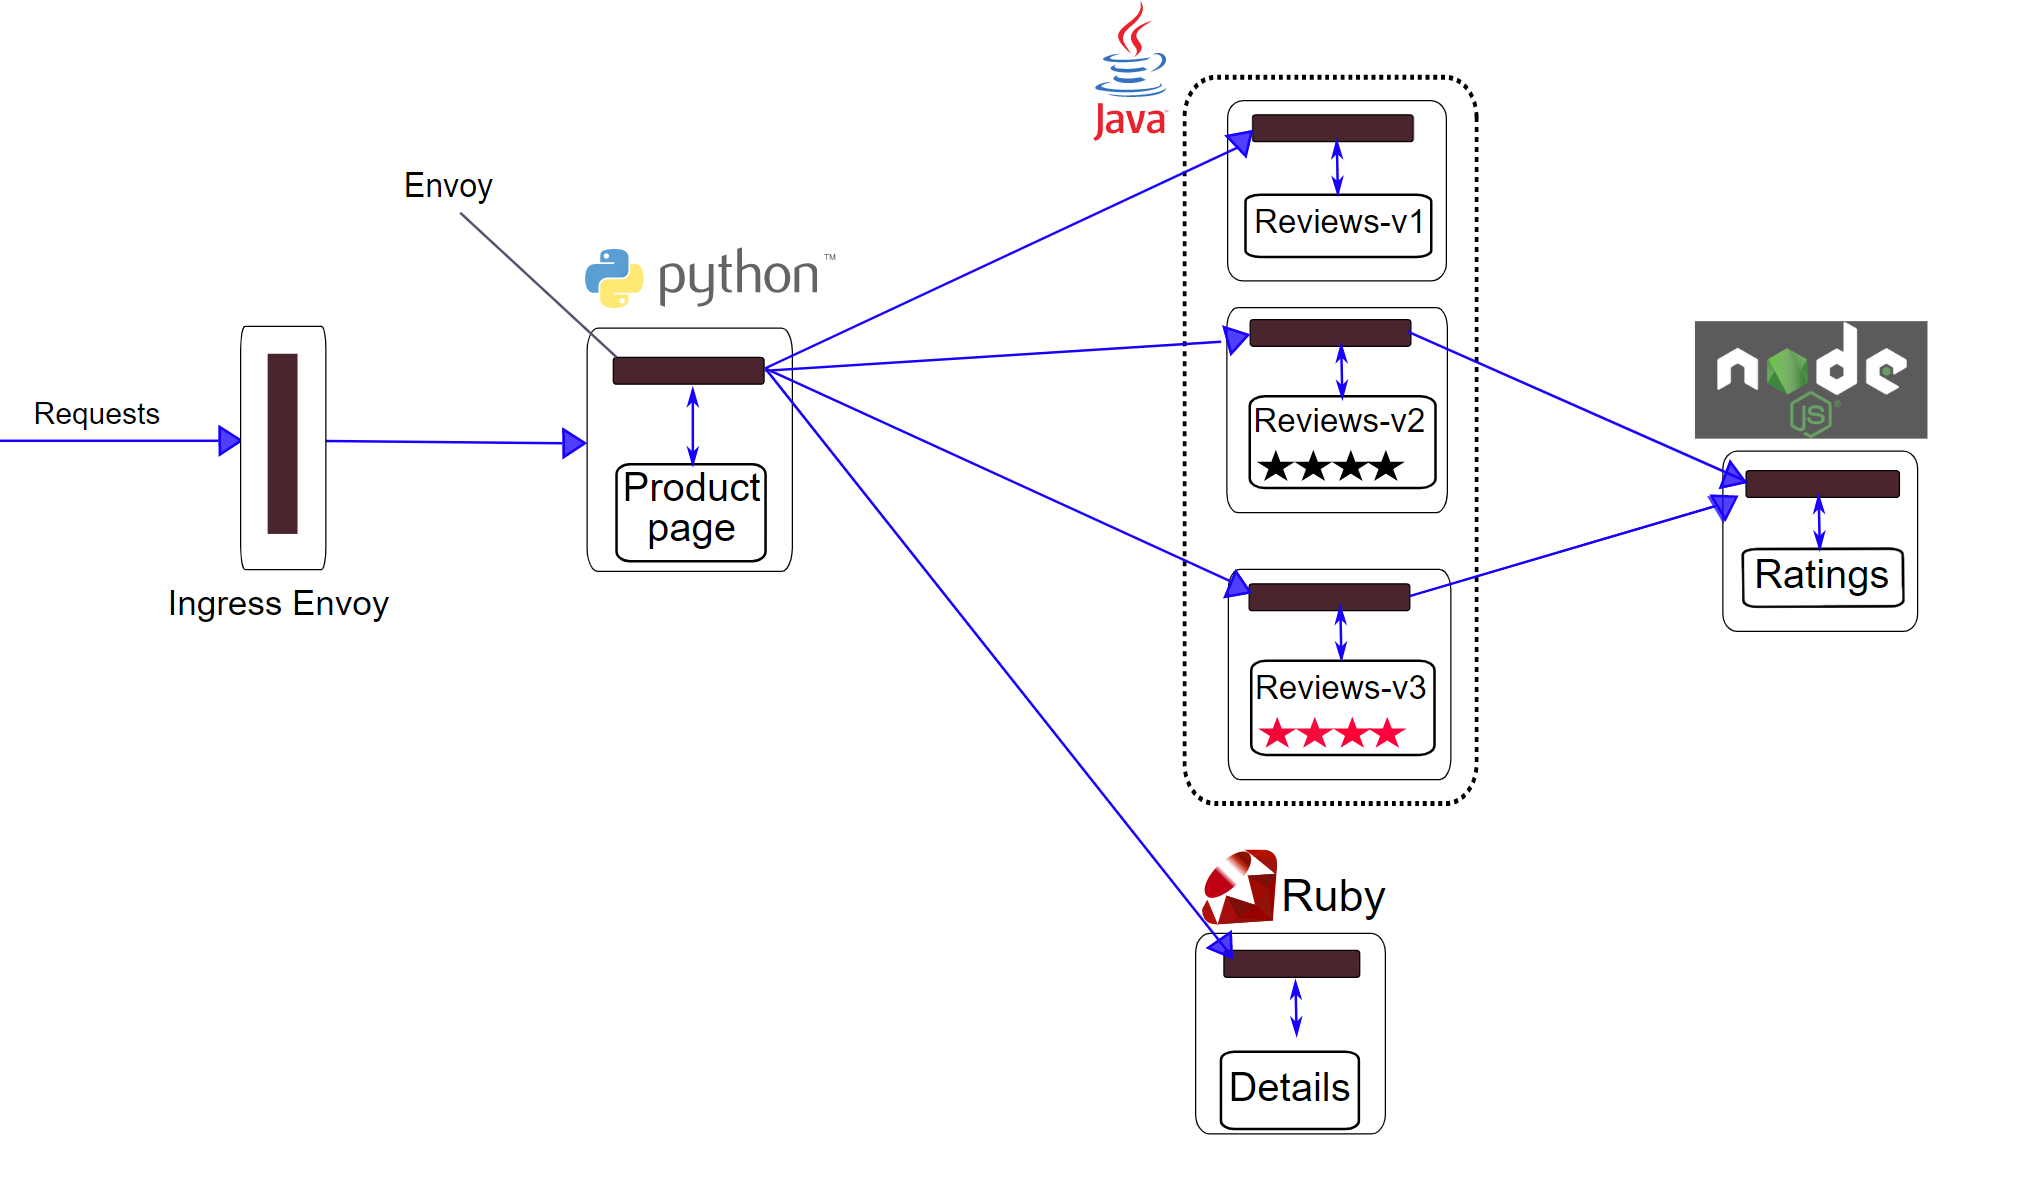 Java
Envoy
python™
Requests
Ingress Envoy
Product
page
Reviews-v1
Reviews-v2
Reviews-v3
node
JS®
Ratings
Ruby
Details